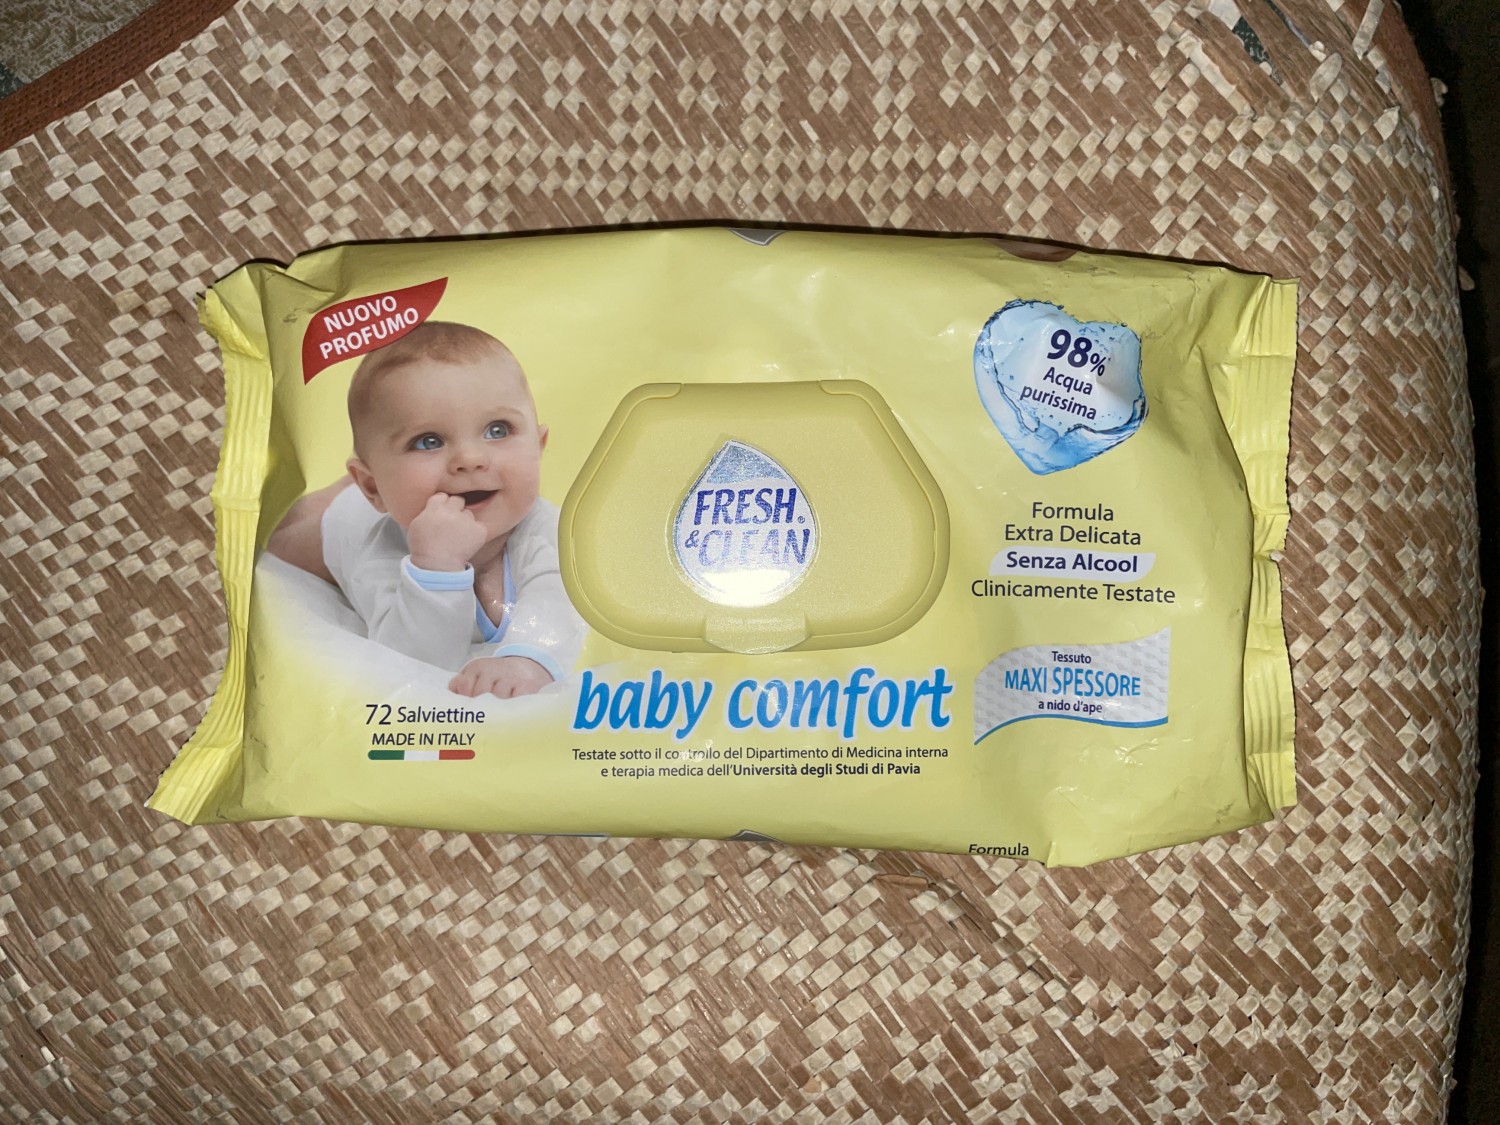 NUOVO
PROFUMO
98%
Acqua
purissima
FRESH.
& CLEAN
Formula
Extra Delicata
Senza Alcool
Clinicamente Testate
Tessuto
MAXI SPESSORE
a nido d'ape
baby comfort
72 Salviettine
MADE IN ITALY
Testate sotto il controllo del Dipartimento di Medicina interna
e terapia medica dell'Università degli Studi di Pavia
Formula